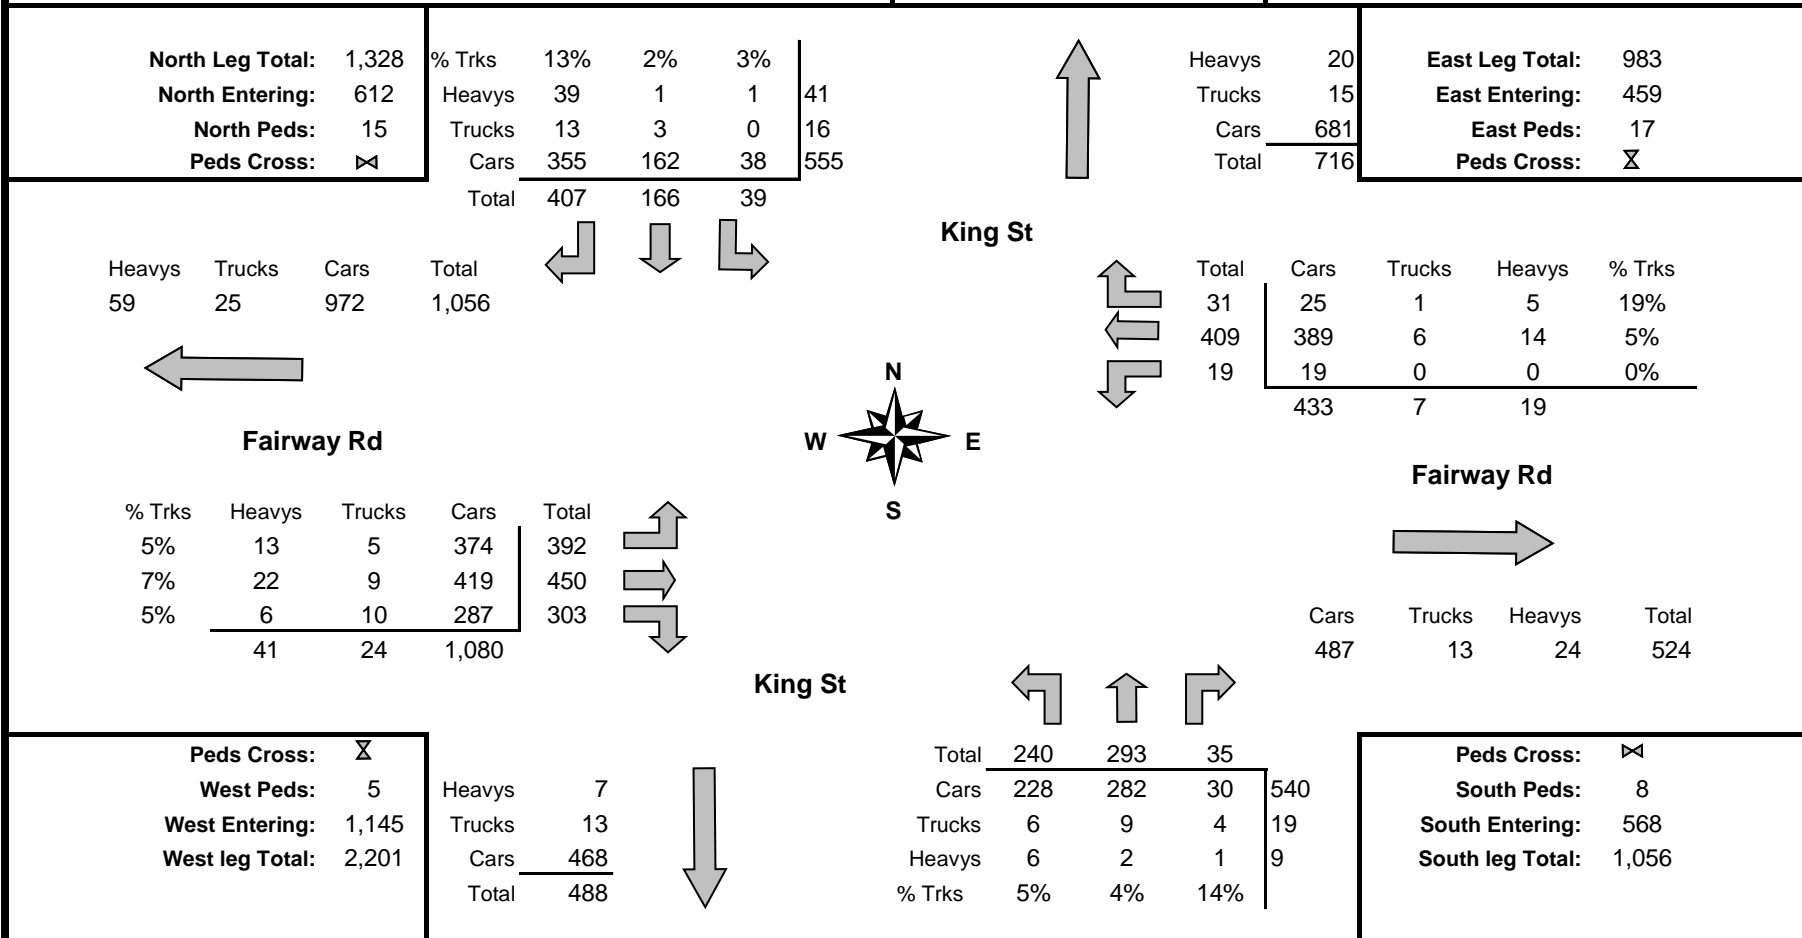 North Leg Total: 1,328 % Trks 13% 2% 3% Heavys 20 East Leg Total: 983
North Entering: 612 Heavys 39 1 1 41 Trucks 15 East Entering: 459
North Peds: 15 Trucks 13 3 0 16 Cars 681 East Peds: 17
Peds Cross: Cars 355 162 38 555 Total 716 Peds Cross:
Total 407 166 39
King St
Heavys Trucks Cars Total Total Cars Trucks Heavys % Trks
59 25 972 1,056 31 25 1 5 19%
409 389 6 14 5%
19 19 0 0 0%
N
433 7 19
Fairway Rd W E
Fairway Rd
S
% Trks Heavys Trucks Cars Total
5% 13 5 374 392
7% 22 9 419 450
5% 6 10 287 303 Cars Trucks Heavys Total
41 24 1,080 487 13 24 524
King St
Peds Cross: Total 240 293 35 Peds Cross:
West Peds: 5 Heavys 7 Cars 228 282 30 540 South Peds: 8
West Entering: 1,145 Trucks 13 Trucks 6 9 4 19 South Entering: 568
West leg Total: 2,201 Cars 468 Heavys 6 2 1 9 South leg Total: 1,056
Total 488 % Trks 5% 4% 14%